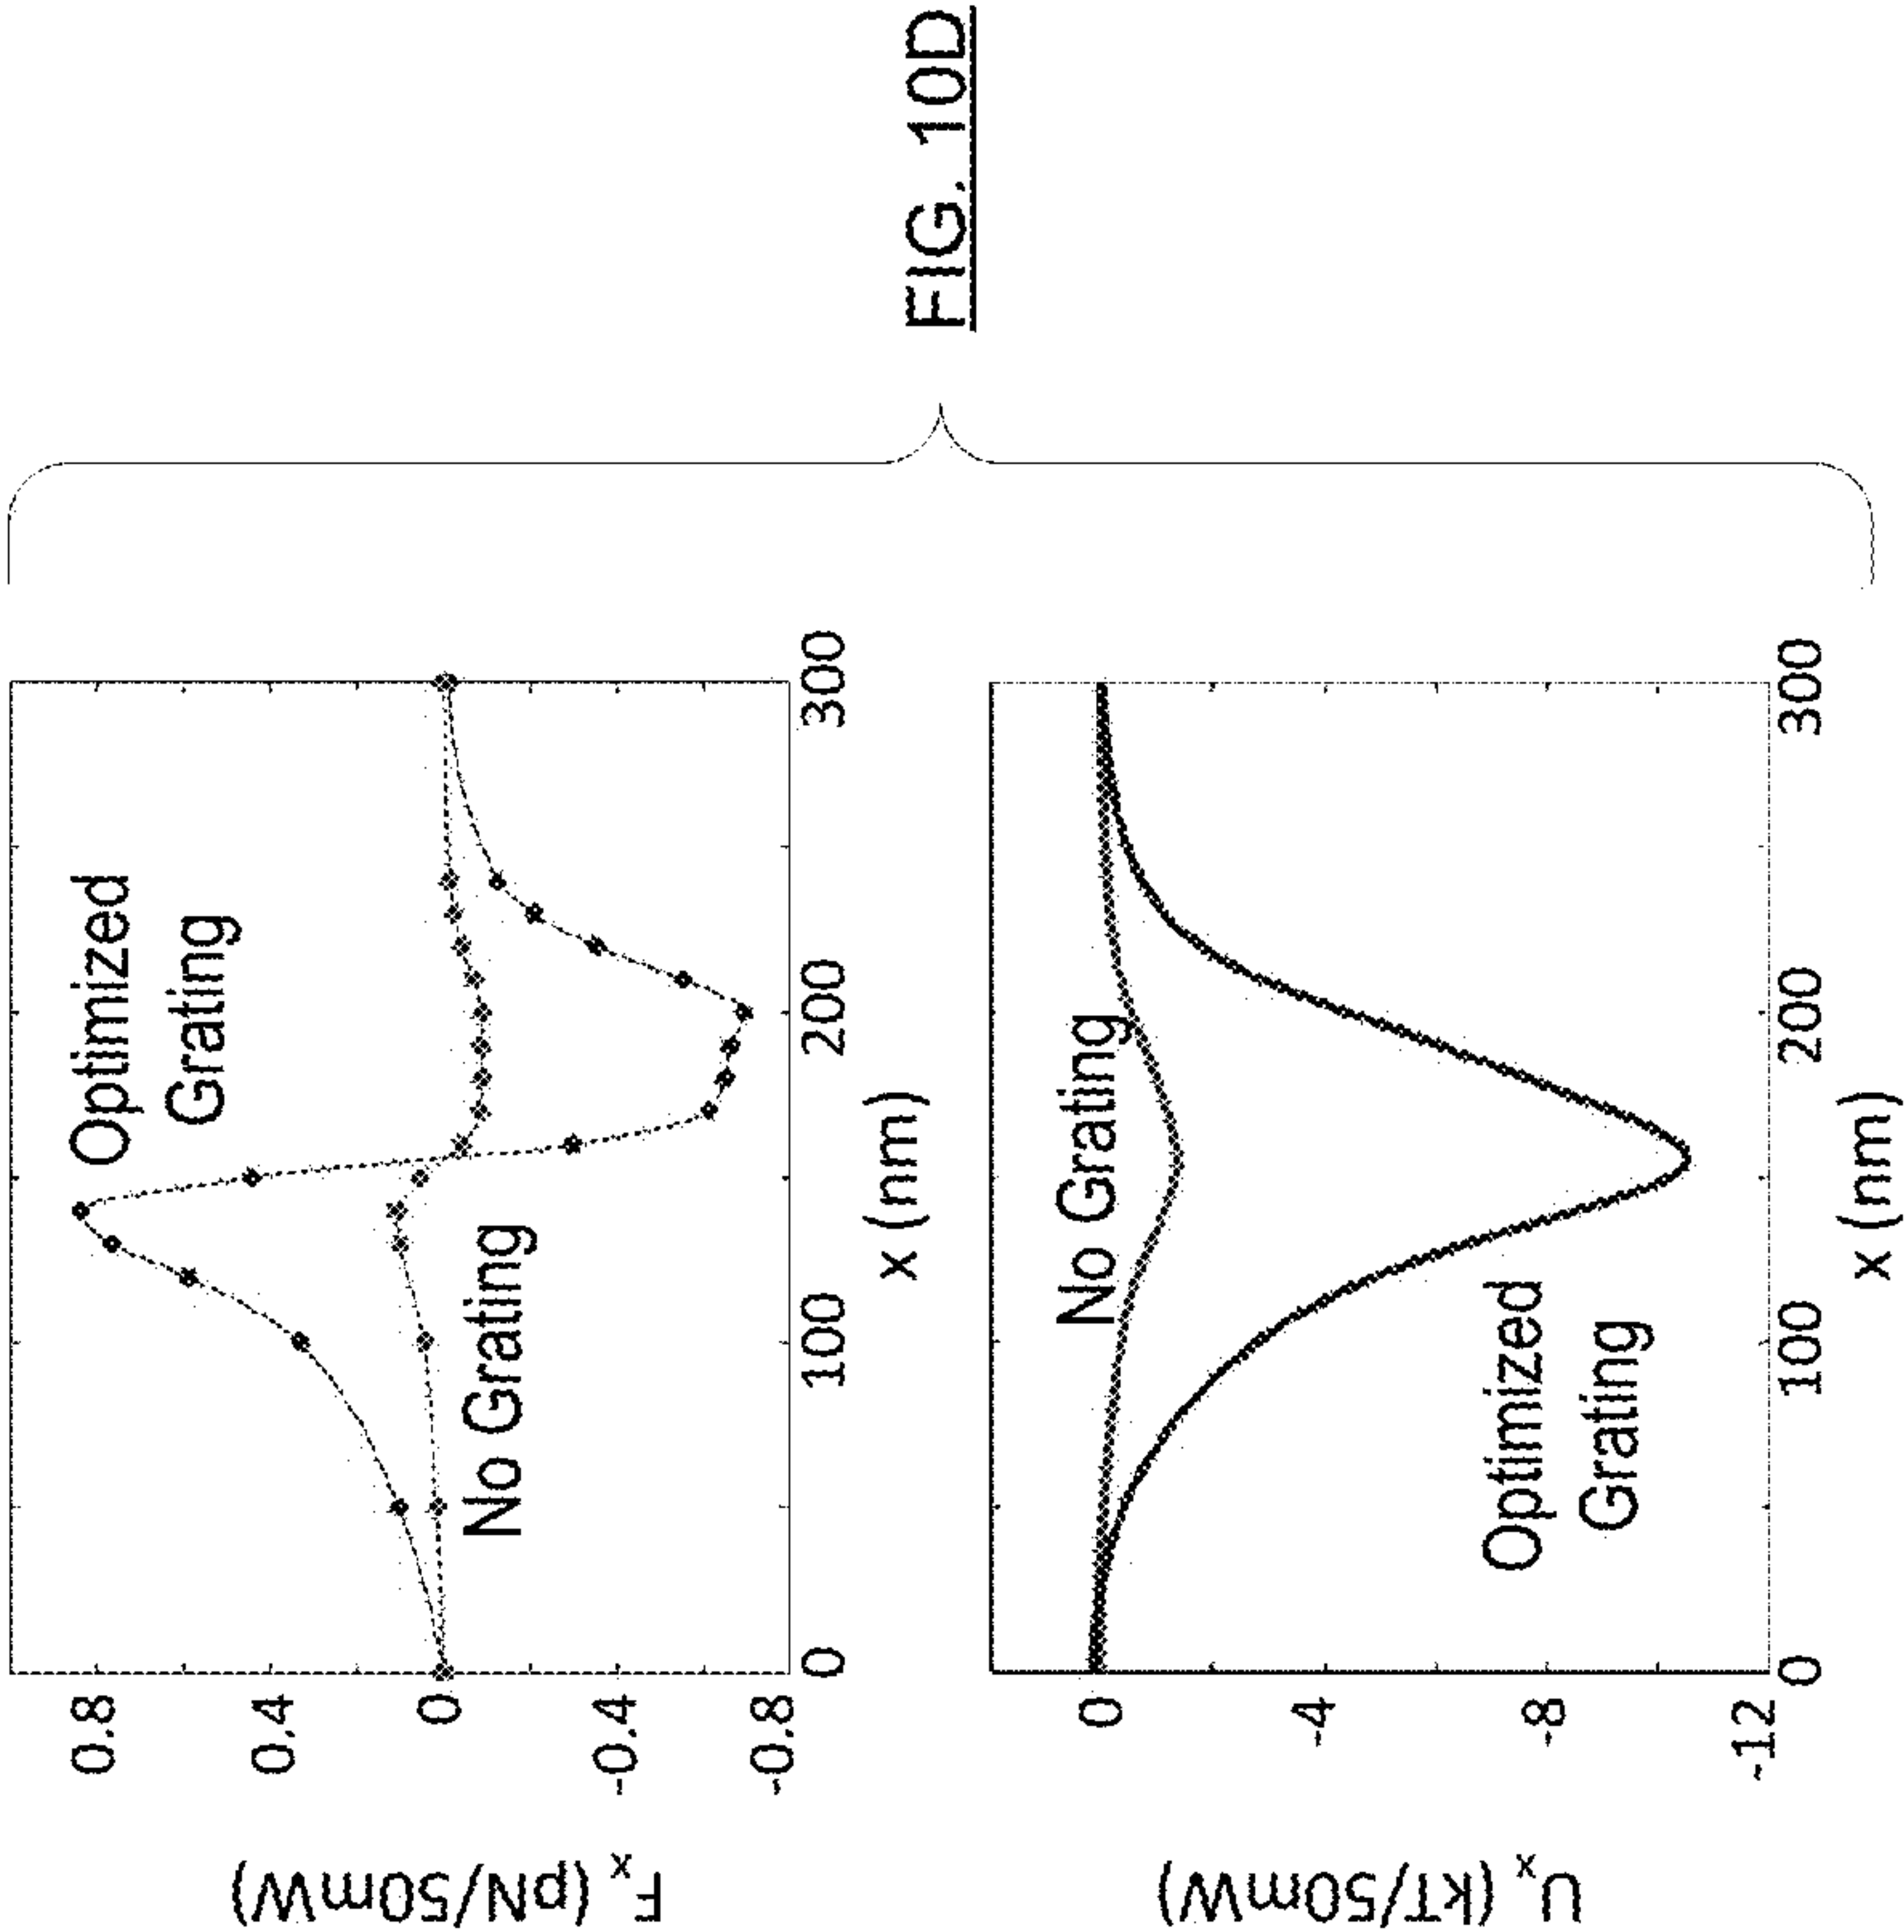 F_x (pN/50mW)
0.8
0.4
0
-0.4
-0.8
Optimized
Grating
No Grating
0
100
200
300
x (nm)
U_x (kT/50mW)
0
-4
-8
-12
No Grating
Optimized
Grating
0
100
200
300
x (nm)
FIG. 10D